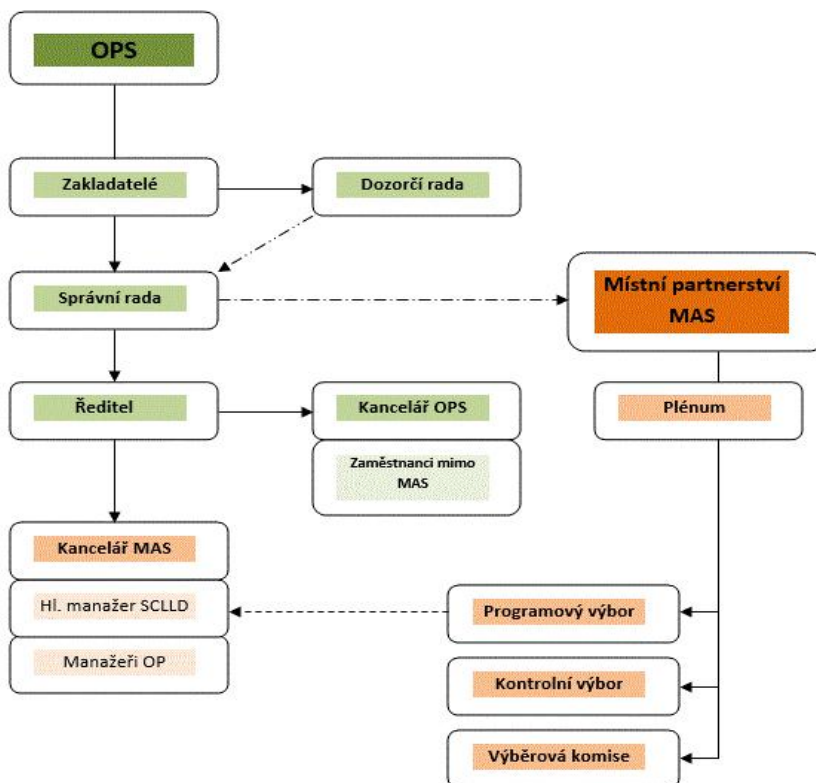 OPS
Zakladatelé
Dozorčí rada
Správní rada
Místní partnerství
MAS
Ředitel
Kancelář OPS
Plénum
Zaměstnanci mimo
MAS
Kancelář MAS
Hl. manažer SCLLD
Programový výbor
Manažeři OP
Kontrolní výbor
Výběrová komise